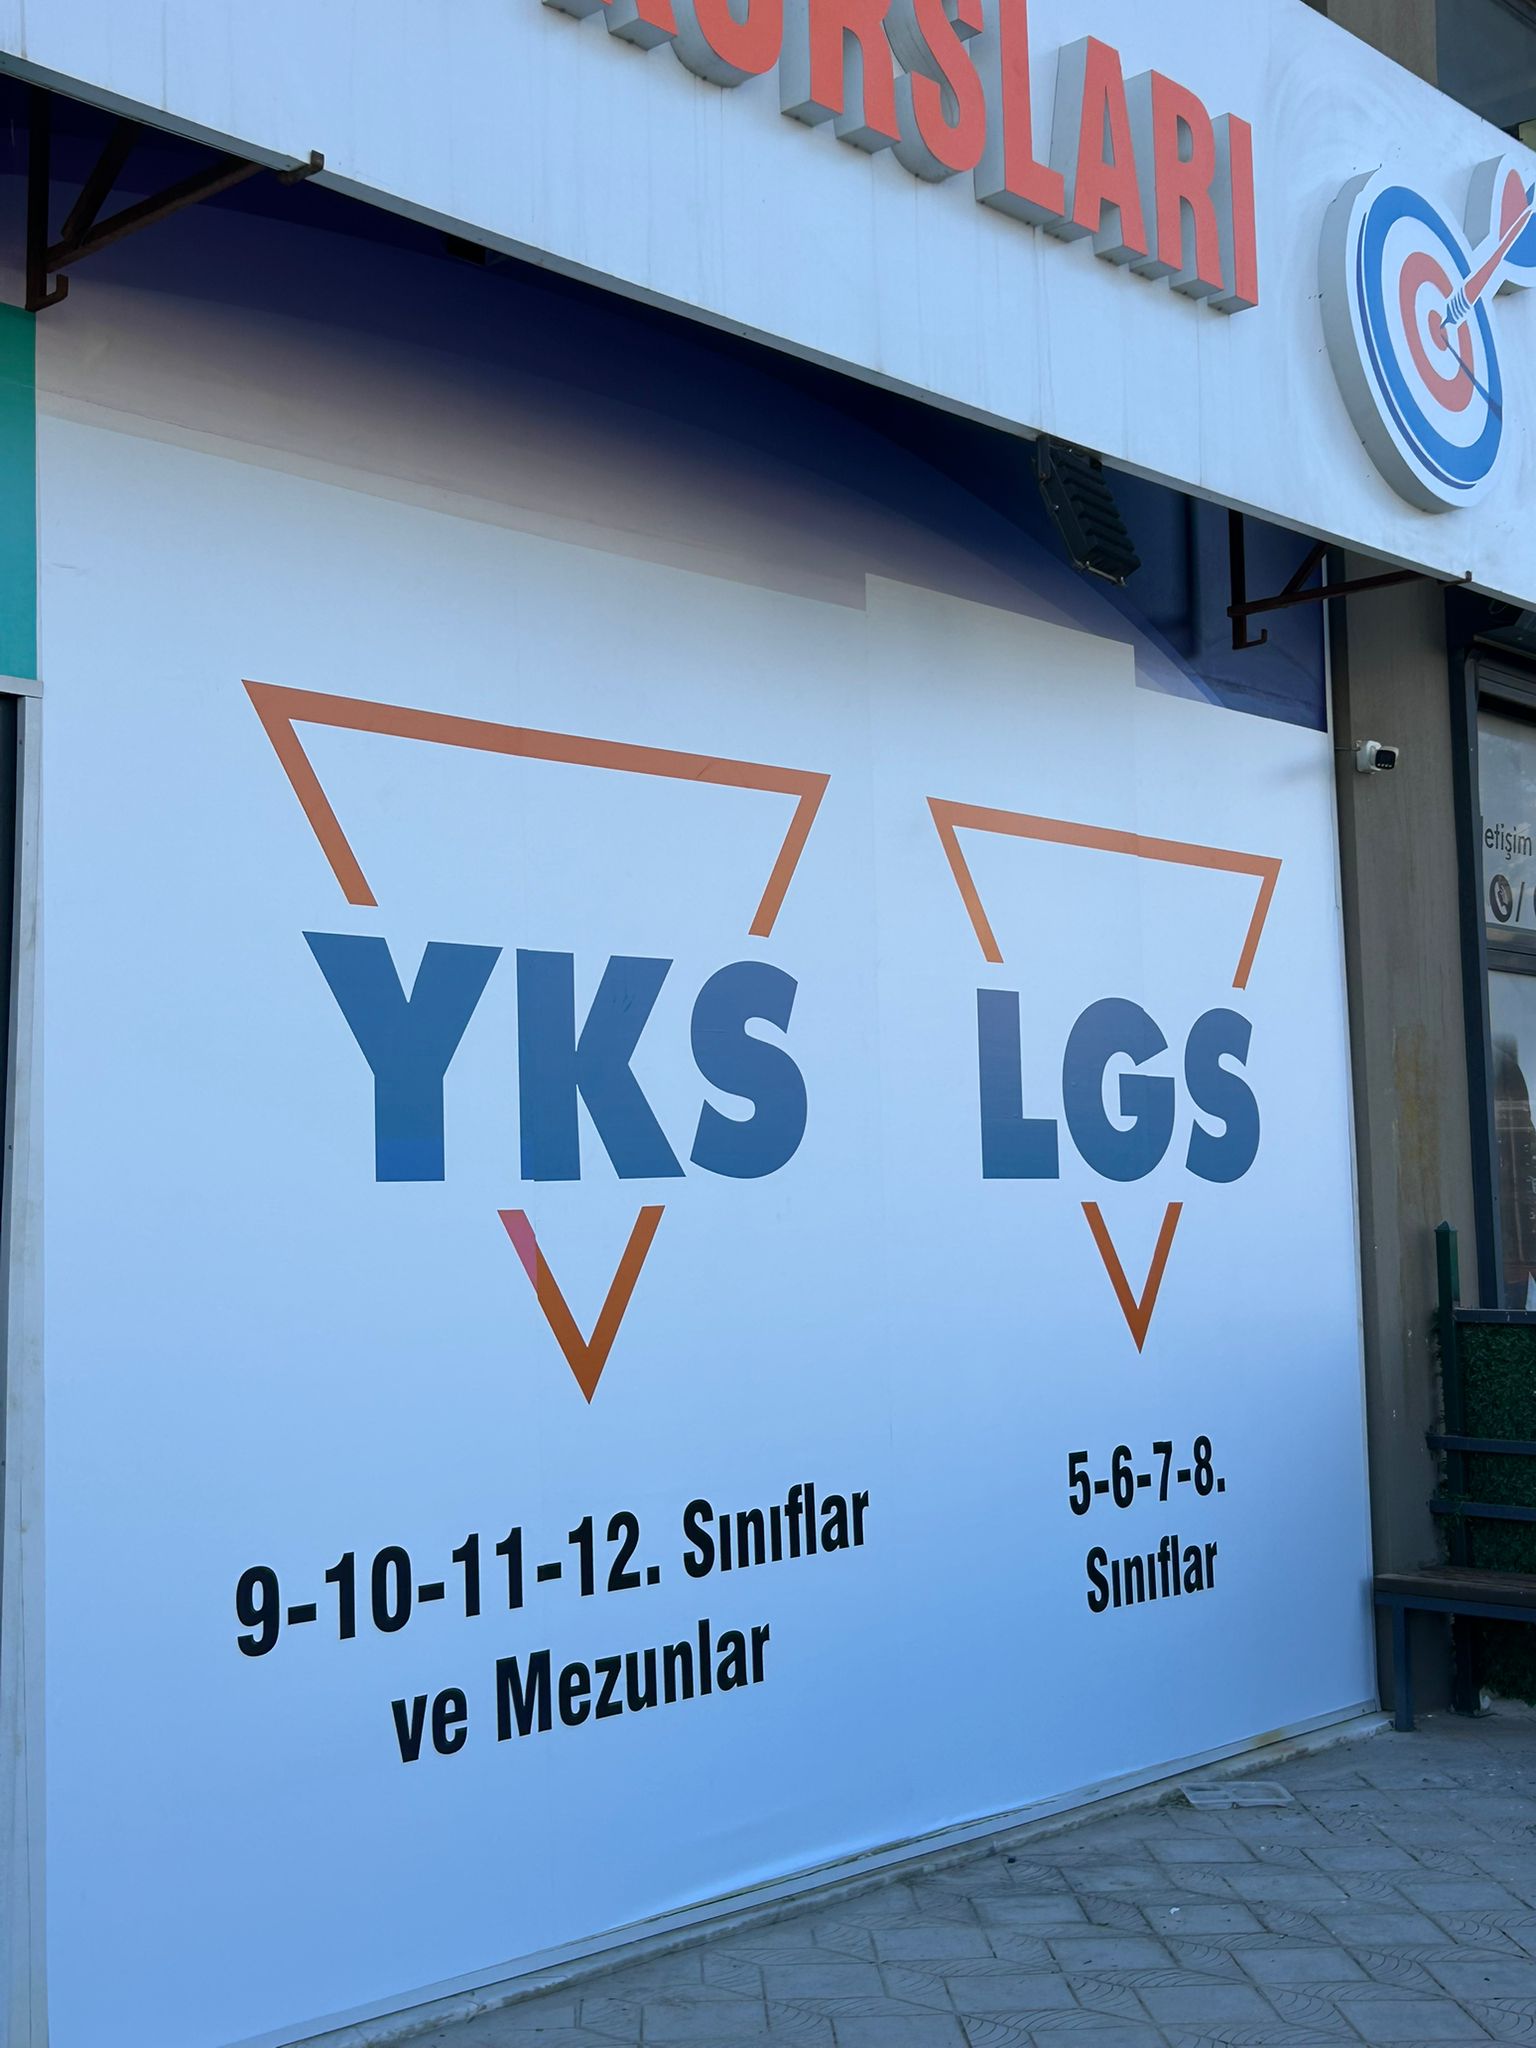 KURSLARI
YKS
LGS
9-10-11-12. Sınıflar
ve Mezunlar
5-6-7-8.
Sınıflar